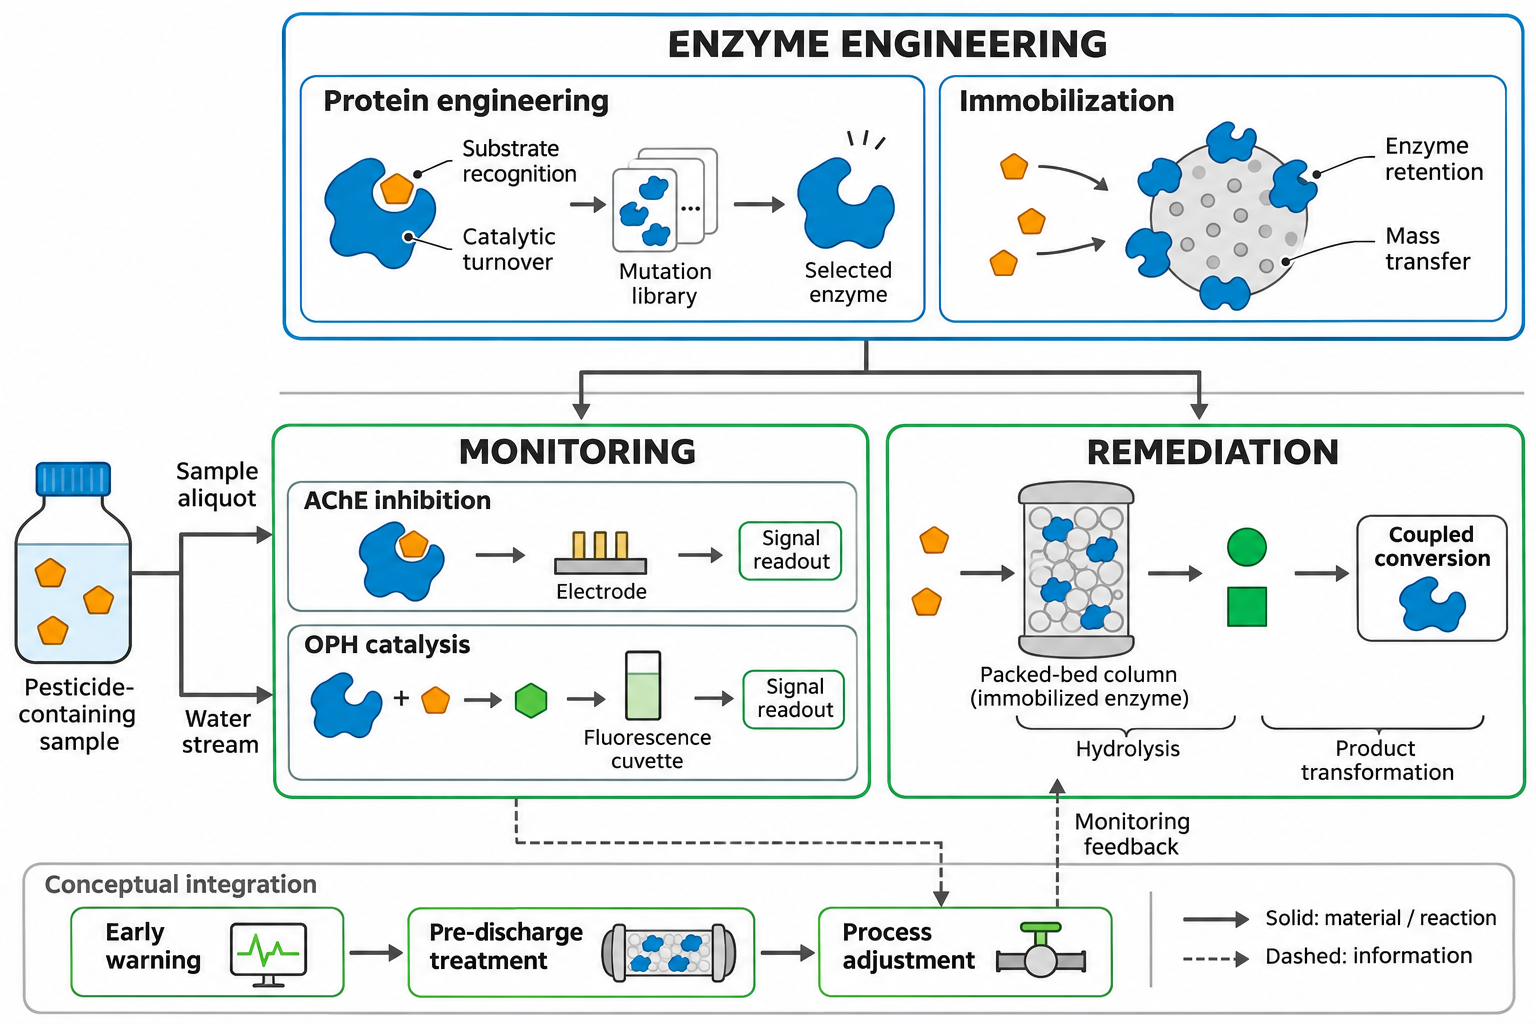 ENZYME ENGINEERING
Protein engineering
Substrate
recognition
Catalytic
turnover
...
Mutation
library
Selected
enzyme
Immobilization
Enzyme
retention
Mass
transfer
Pesticide-
containing
sample
Sample
aliquot
Water
stream
MONITORING
AChE inhibition
Electrode
Signal
readout
OPH catalysis
+
Fluorescence
cuvette
Signal
readout
REMEDIATION
Packed-bed column
(immobilized enzyme)
Coupled
conversion
Hydrolysis
Product
transformation
Monitoring
feedback
Conceptual integration
Early
warning
Pre-discharge
treatment
Process
adjustment
Solid: material / reaction
Dashed: information